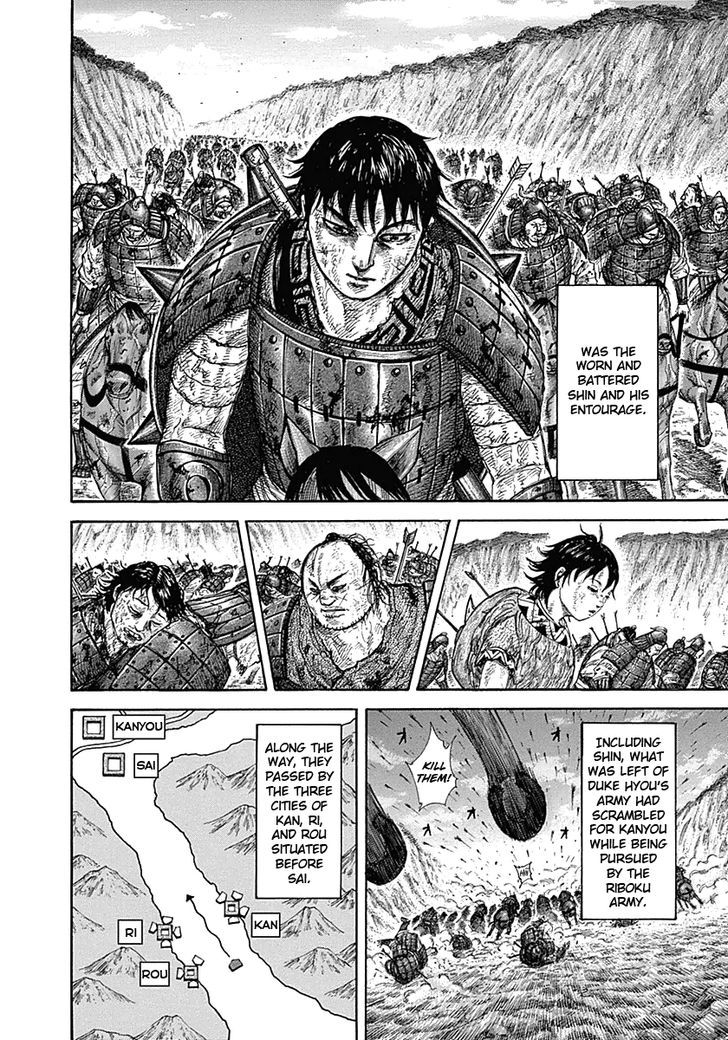 WAS THE
WORN AND
BATTERED
SHIN AND HIS
ENTOURAGE.
INCLUDING
SHIN, WHAT
WAS LEFT OF
DUKE HYOU'S
ARMY HAD
SCRAMBLED
FOR KANYOU
WHILE BEING
PURSUED
BY THE
RIBOKU
ARMY.
KILL
THEM!
ALONG THE
WAY, THEY
PASSED BY
THE THREE
CITIES OF
KAN, RI,
AND ROU
SITUATED
BEFORE
SAI.
KANYOU
SAI
KAN
RI
ROU